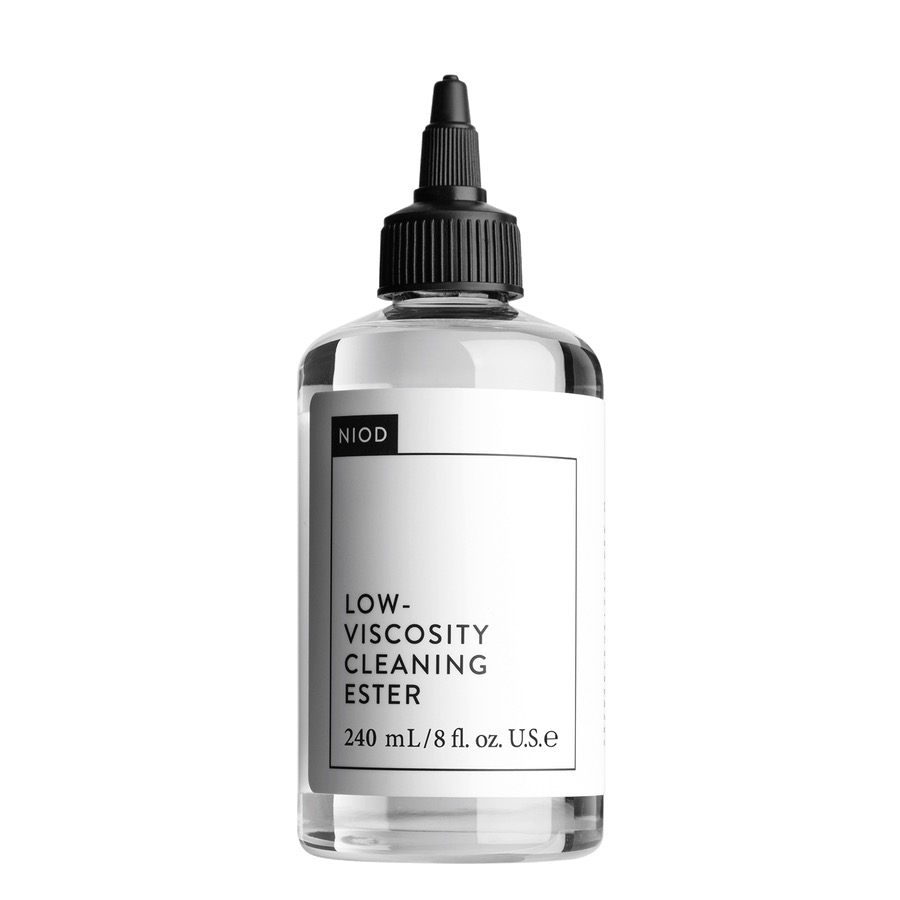 NIOD
LOW-
VISCOSITY
CLEANING
ESTER
240 mL/8 fl. oz. U.S.℮